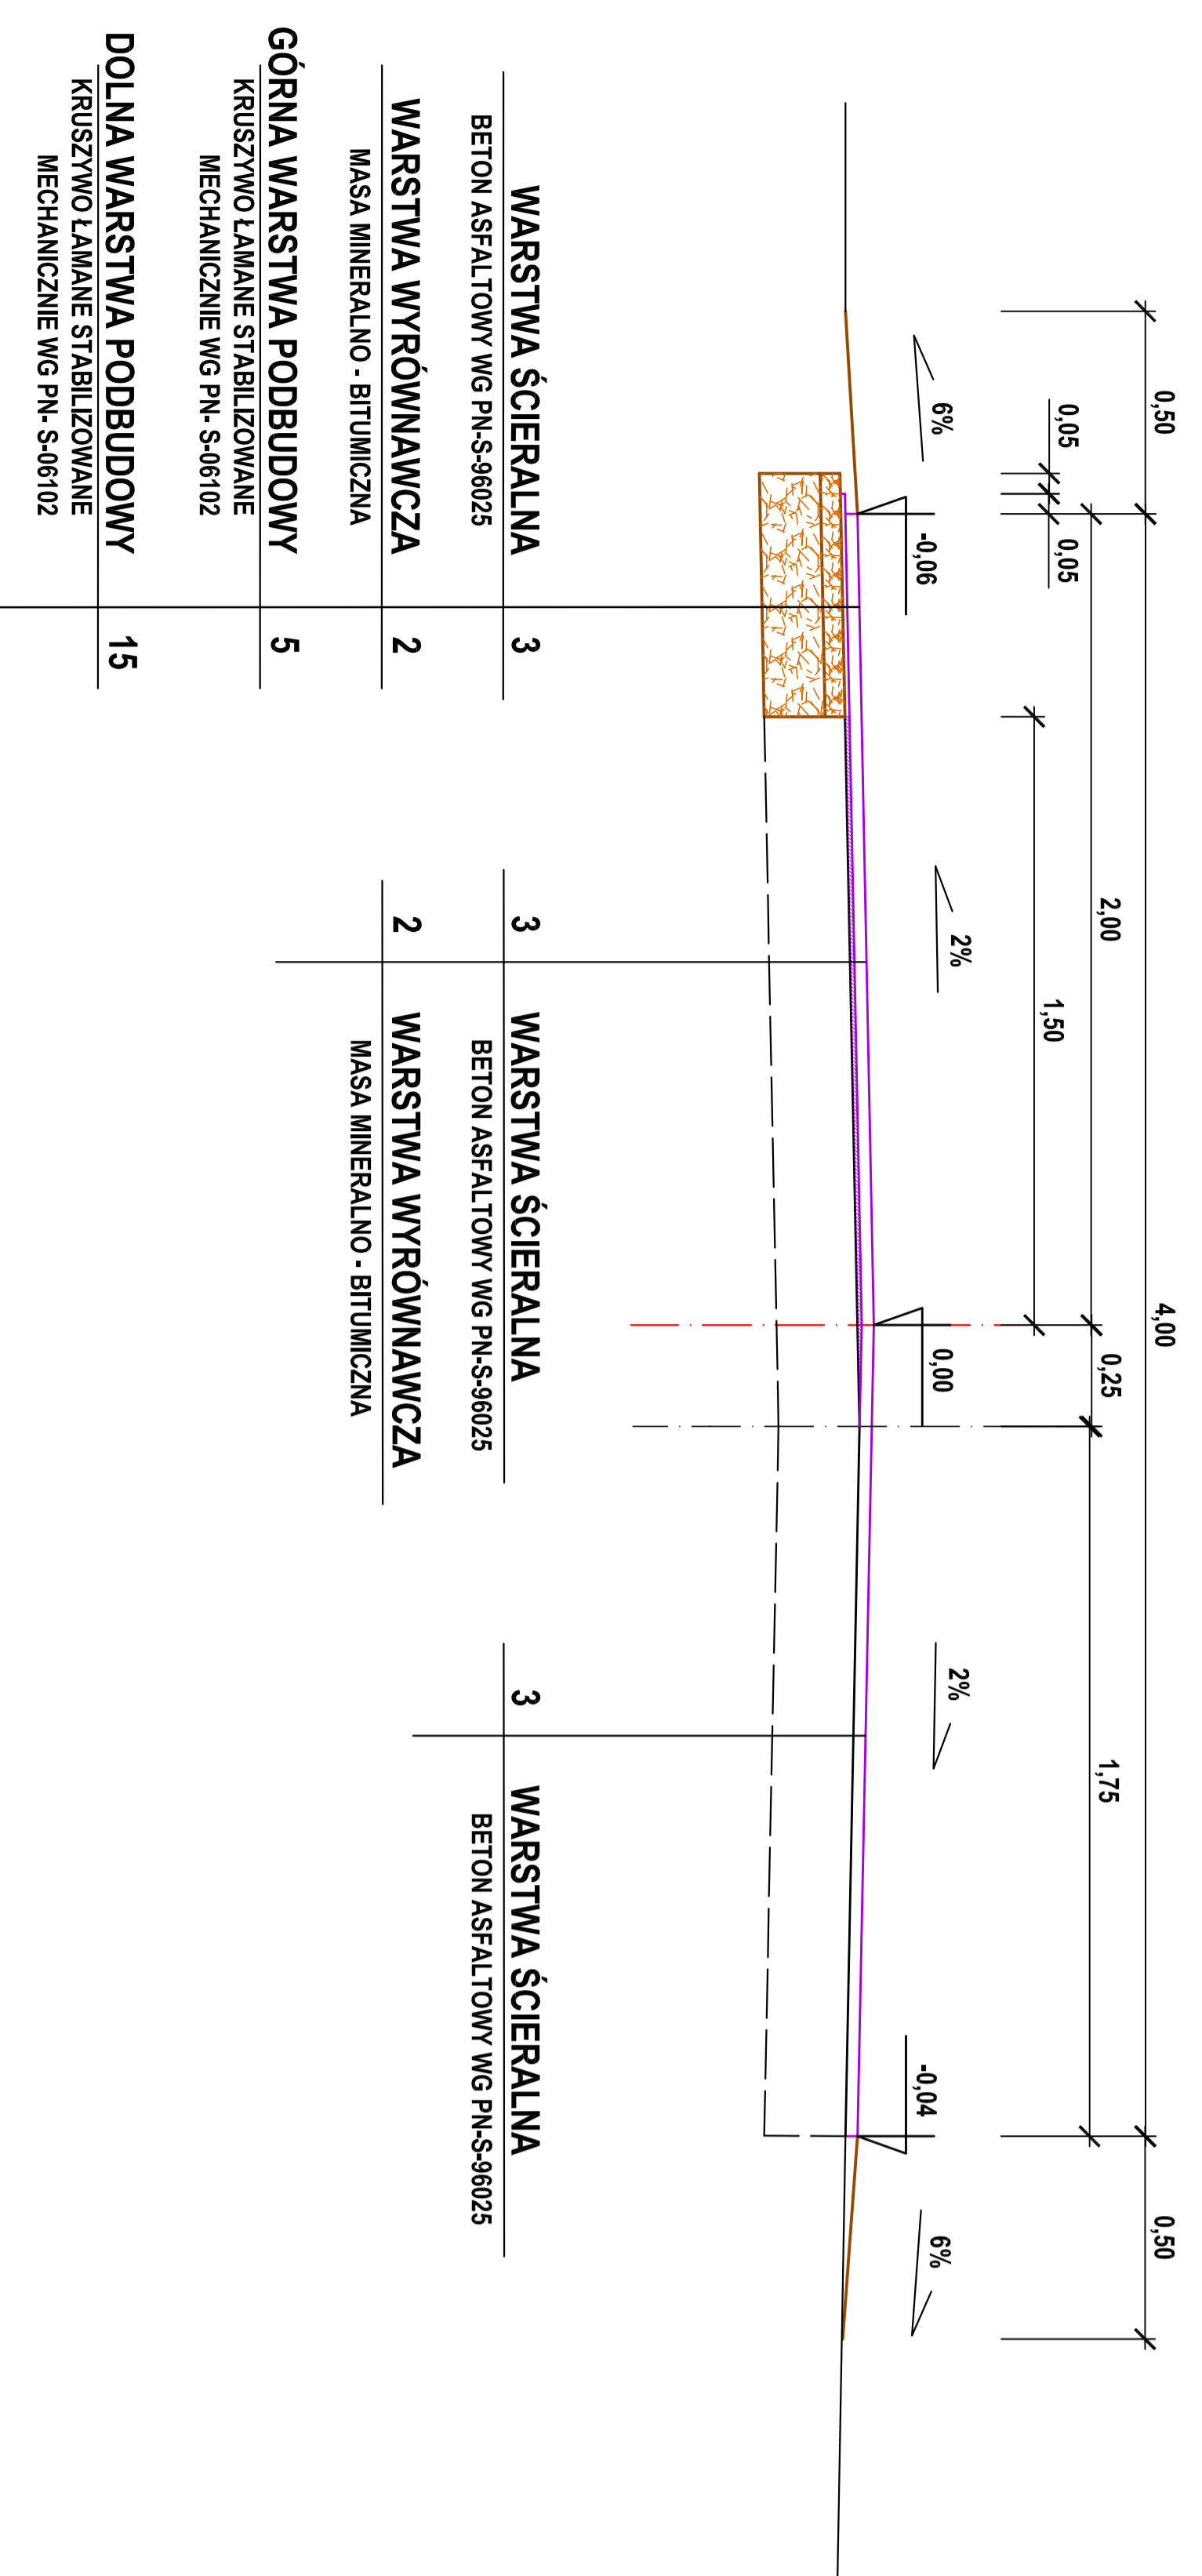 0,50
4,00
0,50
2,00
0,25
1,75
0,05
0,05
1,50
6%
2%
2%
6%
-0,06
0,00
-0,04
WARSTWA ŚCIERALNA 3
BETON ASFALTOWY WG PN-S-96025
WARSTWA WYRÓWNAWCZA 2
MASA MINERALNO - BITUMICZNA
GÓRNA WARSTWA PODBUDOWY 5
KRUSZYWO ŁAMANE STABILIZOWANE
MECHANICZNIE WG PN- S-06102
DOLNA WARSTWA PODBUDOWY 15
KRUSZYWO ŁAMANE STABILIZOWANE
MECHANICZNIE WG PN- S-06102
3 WARSTWA ŚCIERALNA
BETON ASFALTOWY WG PN-S-96025
2 WARSTWA WYRÓWNAWCZA
MASA MINERALNO - BITUMICZNA
3 WARSTWA ŚCIERALNA
BETON ASFALTOWY WG PN-S-96025